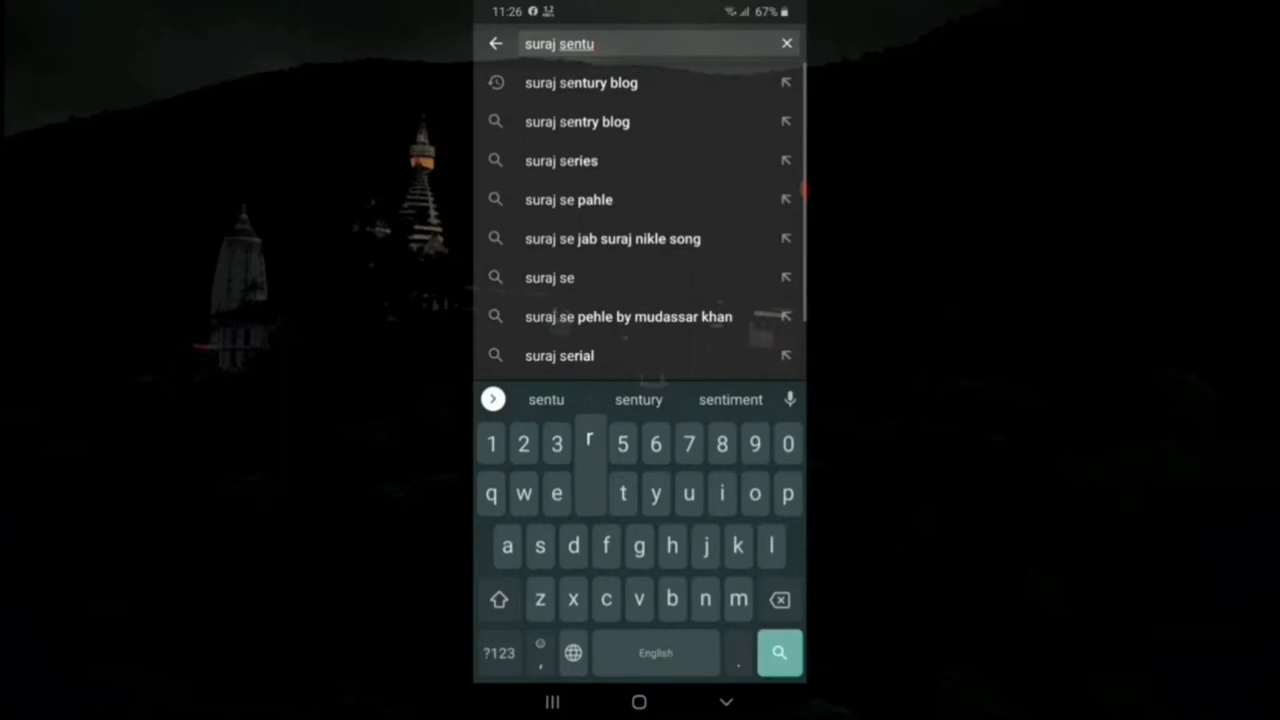 11:26 67%
suraj sentu
suraj sentury blog
suraj sentry blog
suraj series
suraj se pahle
suraj se jab suraj nikle song
suraj se
suraj se pehle by mudassar khan
suraj serial
sentu sentury sentiment
1 2 3 r 5 6 7 8 9 0
q w e t y u i o p
a s d f g h j k l
z x c v b n m
?123 , English .